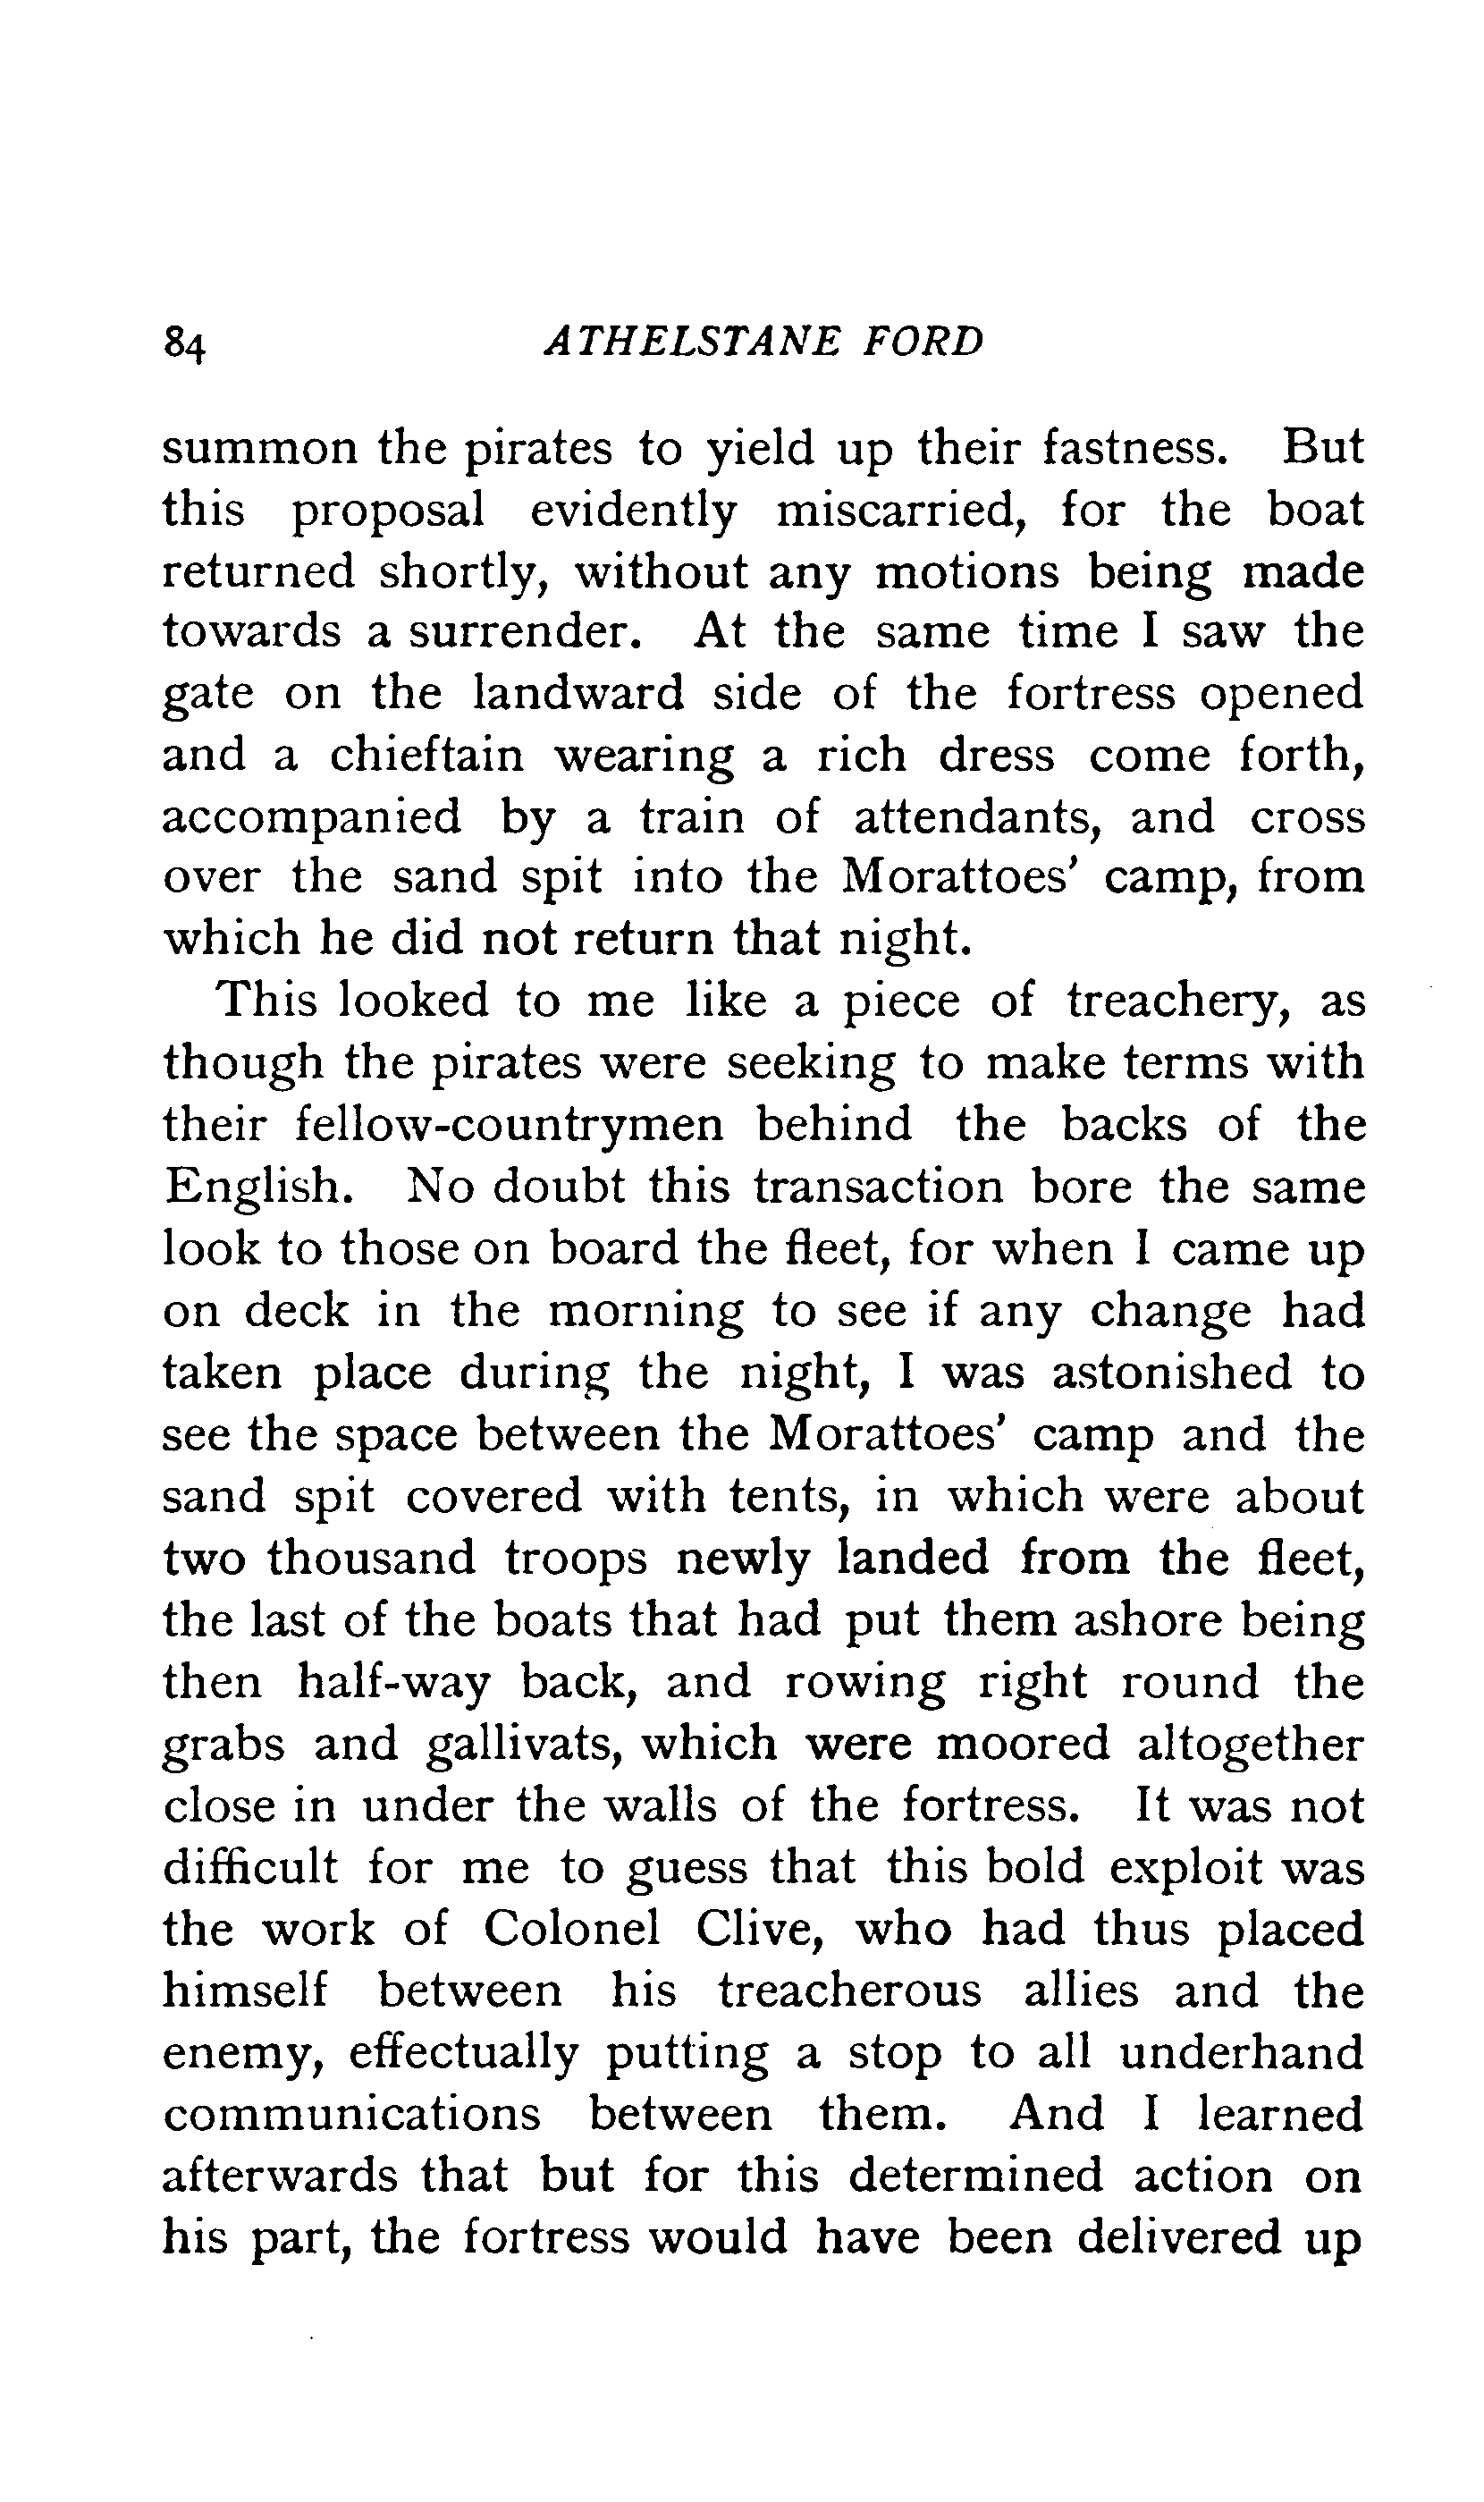 84 ATHELSTANE FORD
summon the pirates to yield up their fastness. But
this proposal evidently miscarried, for the boat
returned shortly, without any motions being made
towards a surrender. At the same time I saw the
gate on the landward side of the fortress opened
and a chieftain wearing a rich dress come forth,
accompanied by a train of attendants, and cross
over the sand spit into the Morattoes' camp, from
which he did not return that night.
This looked to me like a piece of treachery, as
though the pirates were seeking to make terms with
their fellow-countrymen behind the backs of the
English. No doubt this transaction bore the same
look to those on board the fleet, for when I came up
on deck in the morning to see if any change had
taken place during the night, I was astonished to
see the space between the Morattoes' camp and the
sand spit covered with tents, in which were about
two thousand troops newly landed from the fleet,
the last of the boats that had put them ashore being
then half-way back, and rowing right round the
grabs and gallivats, which were moored altogether
close in under the walls of the fortress. It was not
difficult for me to guess that this bold exploit was
the work of Colonel Clive, who had thus placed
himself between his treacherous allies and the
enemy, effectually putting a stop to all underhand
communications between them. And I learned
afterwards that but for this determined action on
his part, the fortress would have been delivered up